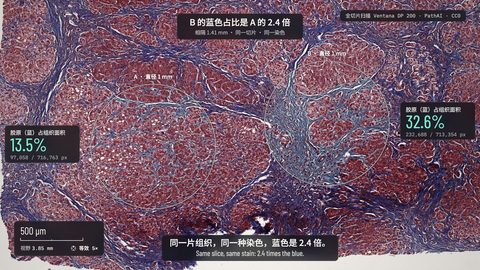 B 的蓝色占比是 A 的 2.4 倍
相隔 1.41 mm · 同一切片 · 同一染色
全切片扫描 Ventana DP 200 · PathAI · CC0
B · 直径 1 mm
A · 直径 1 mm
胶原（蓝）占组织面积
13.5%
97,058 / 716,763 px
胶原（蓝）占组织面积
32.6%
232,688 / 713,354 px
500 μm
视野 3.85 mm
等效 5×
同一片组织，同一种染色，蓝色是 2.4 倍。
Same slice, same stain: 2.4 times the blue.